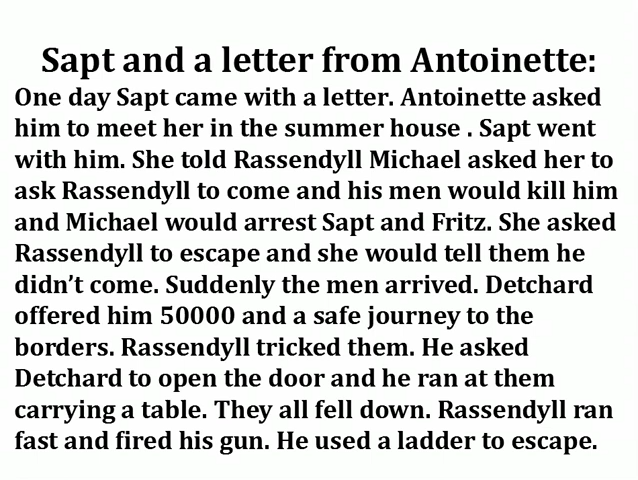 Sapt and a letter from Antoinette:
One day Sapt came with a letter. Antoinette asked
him to meet her in the summer house . Sapt went
with him. She told Rassendyll Michael asked her to
ask Rassendyll to come and his men would kill him
and Michael would arrest Sapt and Fritz. She asked
Rassendyll to escape and she would tell them he
didn’t come. Suddenly the men arrived. Detchard
offered him 50000 and a safe journey to the
borders. Rassendyll tricked them. He asked
Detchard to open the door and he ran at them
carrying a table. They all fell down. Rassendyll ran
fast and fired his gun. He used a ladder to escape.